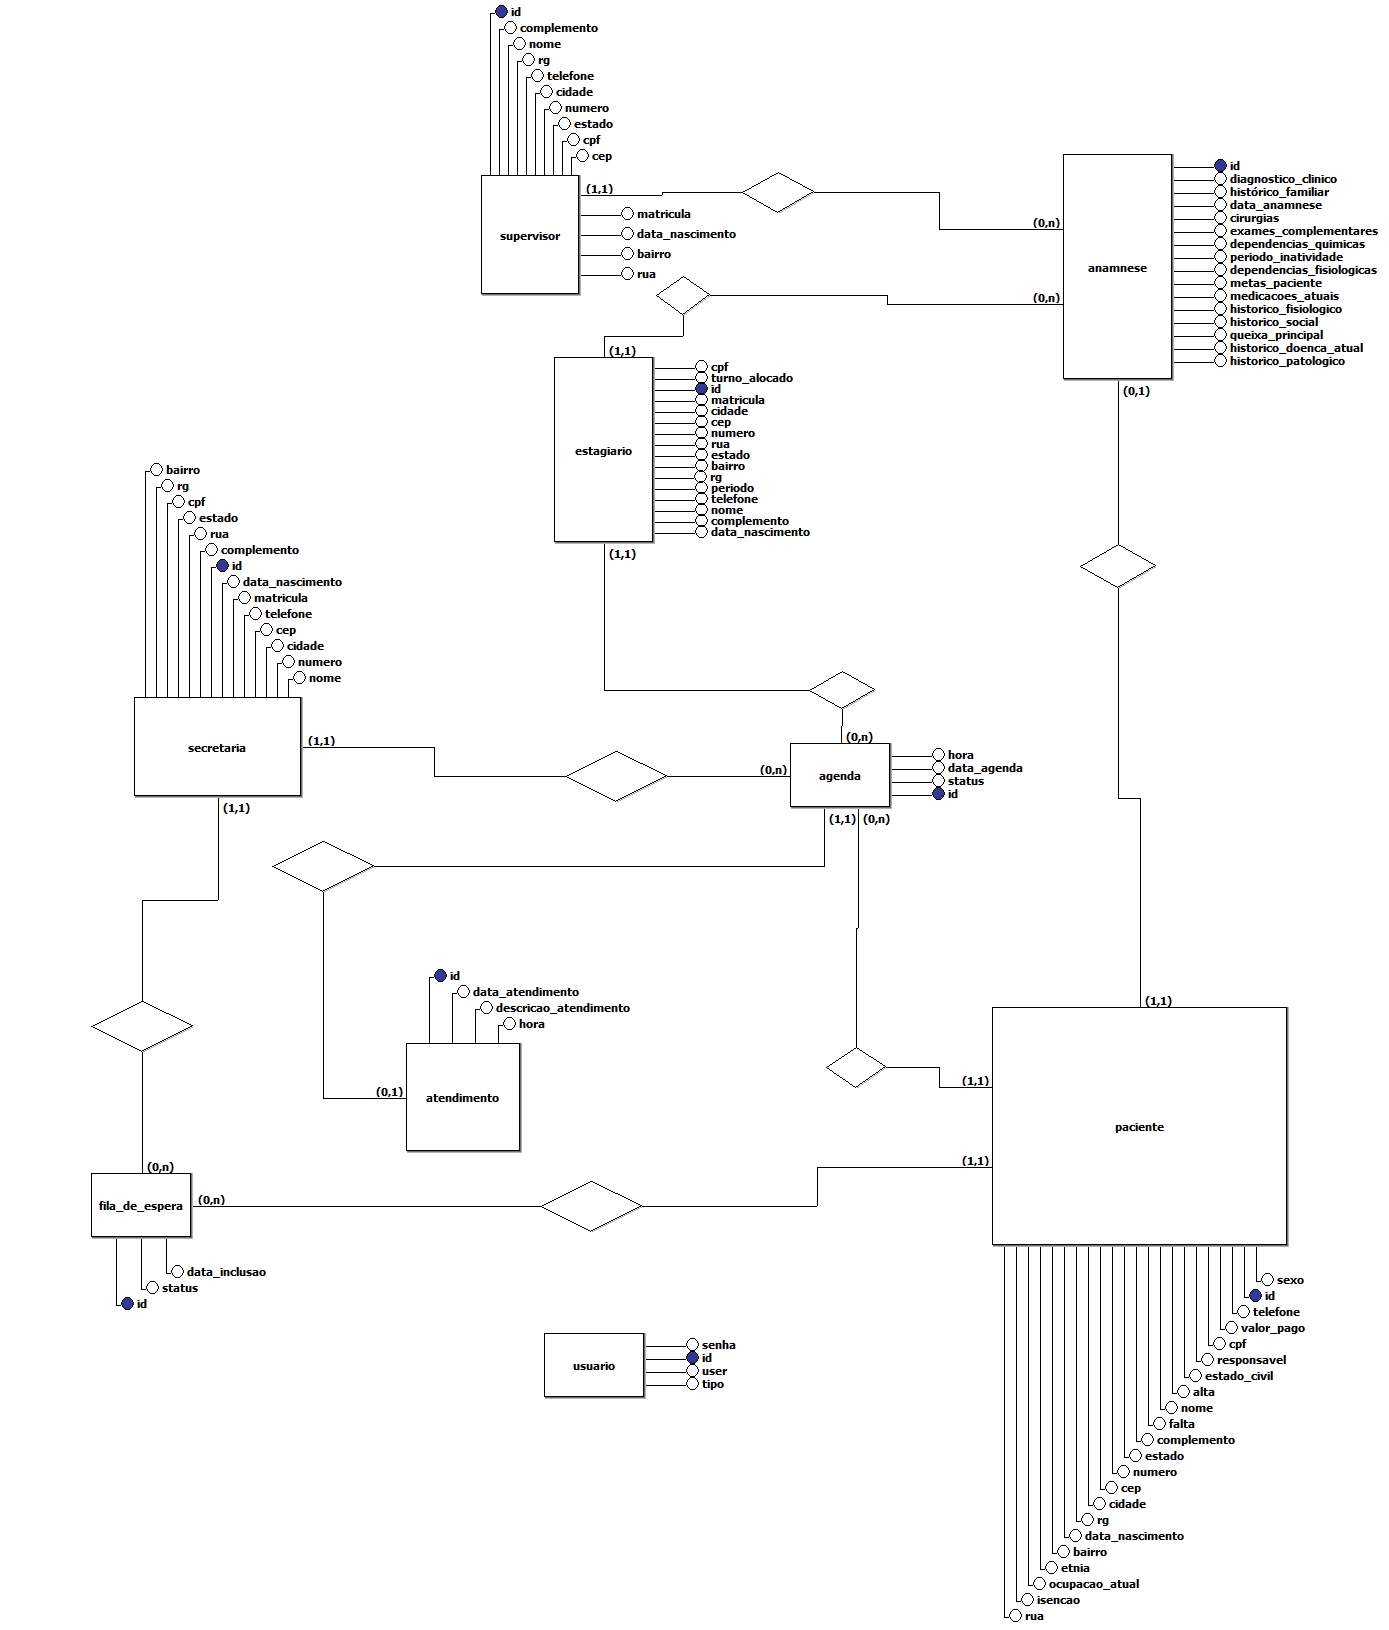 id
complemento
nome
rg
telefone
cidade
numero
estado
cpf
cep
supervisor
(1,1)
matricula
data_nascimento
bairro
rua
(0,n)
(0,n)
anamnese
id
diagnostico_clinico
histórico_familiar
data_anamnese
cirurgias
exames_complementares
dependencias_quimicas
periodo_inatividade
dependencias_fisiologicas
metas_paciente
medicacoes_atuais
historico_fisiologico
historico_social
queixa_principal
historico_doenca_atual
historico_patologico
(0,1)
(1,1)
estagiario
cpf
turno_alocado
id
matricula
cidade
cep
numero
rua
estado
bairro
rg
periodo
telefone
nome
complemento
data_nascimento
(1,1)
bairro
rg
cpf
estado
rua
complemento
id
data_nascimento
matricula
telefone
cep
cidade
numero
nome
secretaria
(1,1)
(1,1)
(0,n)
(0,n)
agenda
hora
data_agenda
status
id
(1,1)
(0,n)
id
data_atendimento
descricao_atendimento
hora
(0,1)
atendimento
(1,1)
(1,1)
(1,1)
paciente
(0,n)
fila_de_espera
(0,n)
data_inclusao
status
id
usuario
senha
id
user
tipo
sexo
id
telefone
valor_pago
cpf
responsavel
estado_civil
alta
nome
falta
complemento
estado
numero
cep
cidade
rg
data_nascimento
bairro
etnia
ocupacao_atual
isencao
rua